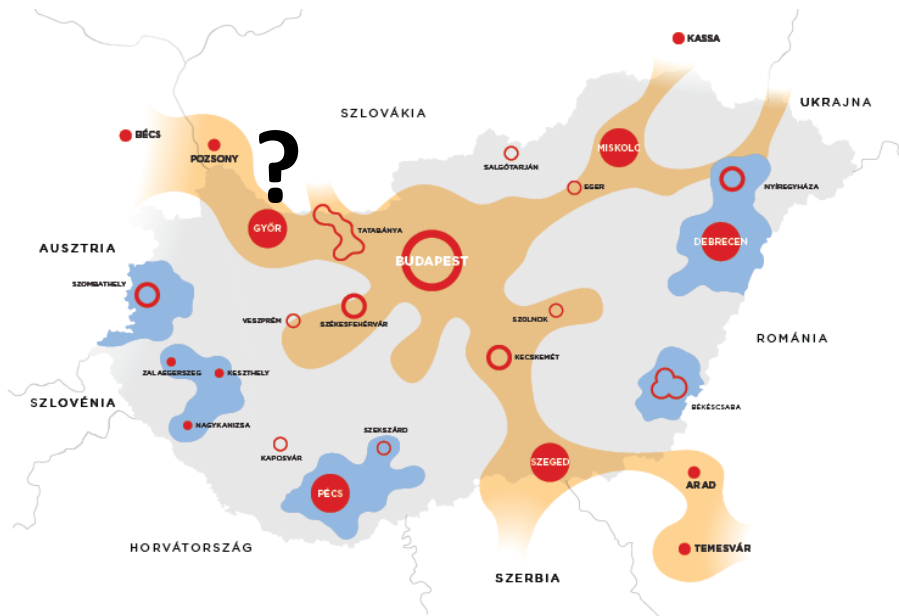 KASSA
UKRAJNA
SZLOVÁKIA
BÉCS
POZSONY
?
MISKOLC
SALGÓTARJÁN
EGER
NYÍREGYHÁZA
GYŐR
TATABÁNYA
DEBRECEN
AUSZTRIA
BUDAPEST
SZOMBATHELY
VESZPRÉM
SZÉKESFEHÉRVÁR
SZOLNOK
ROMÁNIA
KECSKEMÉT
ZALAEGERSZEG
KESZTHELY
SZLOVÉNIA
BÉKÉSCSABA
NAGYKANIZSA
SZEKSZÁRD
KAPOSVÁR
SZEGED
ARAD
PÉCS
HORVÁTORSZÁG
TEMESVÁR
SZERBIA